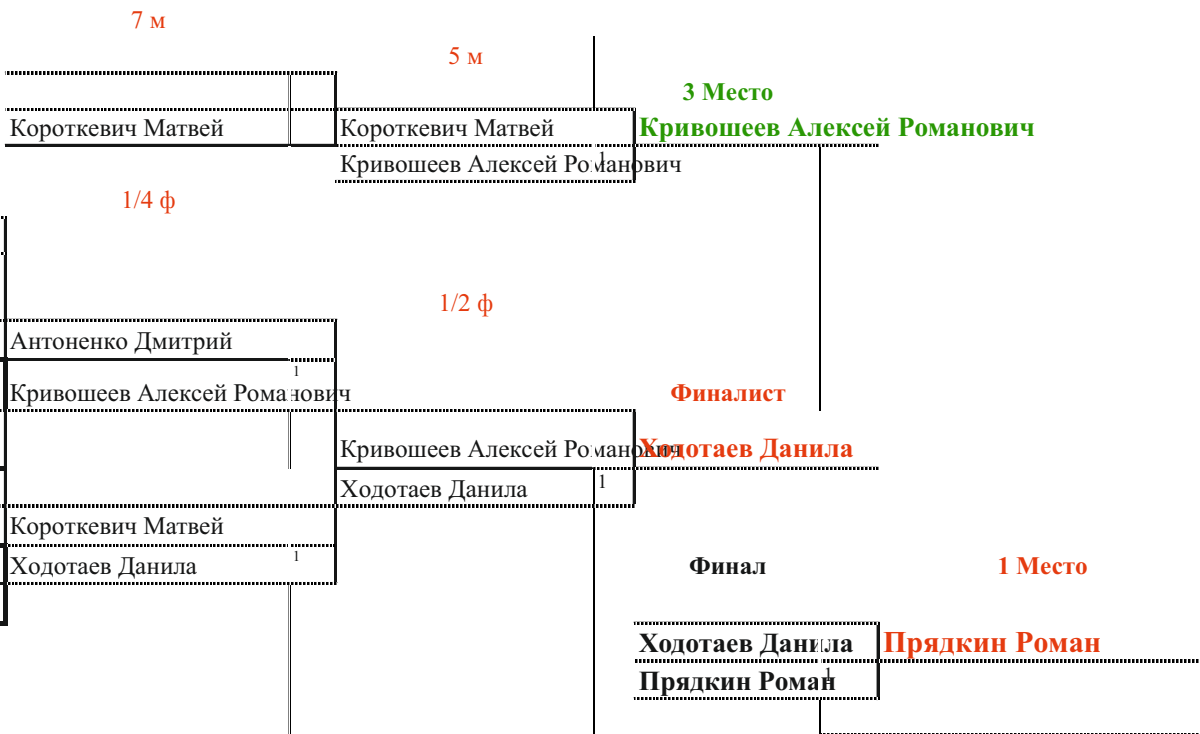 7 м
5 м
3 Место
Короткевич Матвей
Короткевич Матвей
Кривошеев Алексей Романович
Кривошеев Алексей Романович
1
1/4 ф
1/2 ф
Антоненко Дмитрий
1
Кривошеев Алексей Романович
Финалист
Кривошеев Алексей Романович
Ходотаев Данила
Ходотаев Данила
1
Короткевич Матвей
Ходотаев Данила
1
Финал
1 Место
Ходотаев Данила
Прядкин Роман
Прядкин Роман
1